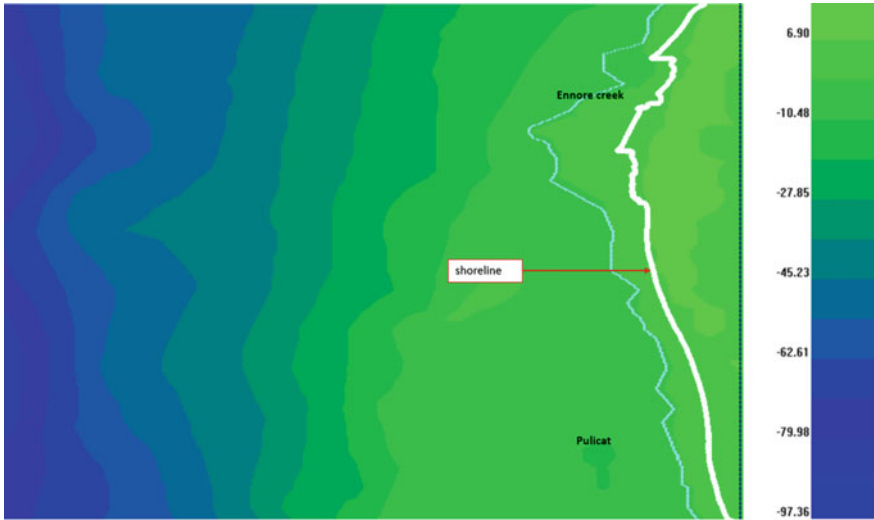 6.90
Ennore creek
-10.48
-27.85
shoreline
-45.23
-62.61
Pulicat
-79.98
-97.36